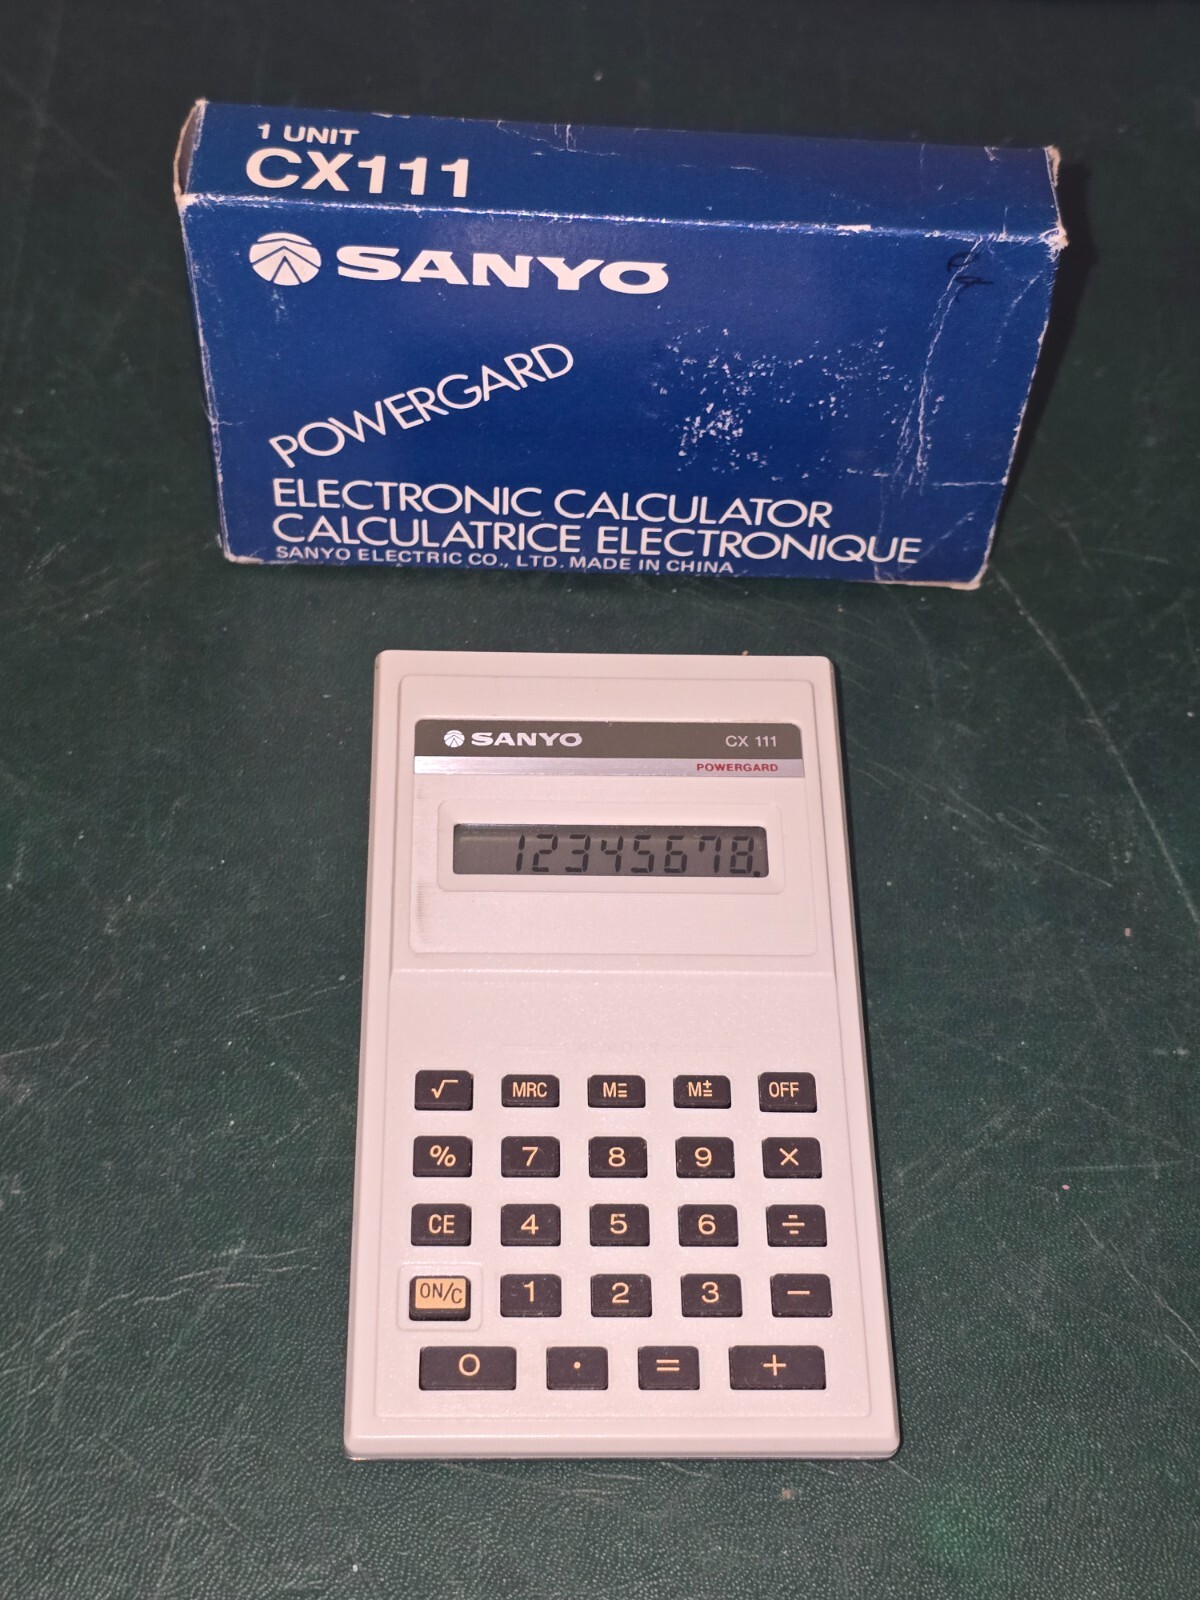 1 UNIT
CX111
SANYO
POWERGARD
ELECTRONIC CALCULATOR
CALCULATRICE ELECTRONIQUE
SANYO ELECTRIC CO., LTD. MADE IN CHINA
SANYO CX 111
POWERGARD
12345678.
√ MRC M= M± OFF
% 7 8 9 ×
CE 4 5 6 ÷
ON/C 1 2 3 −
0 · = +